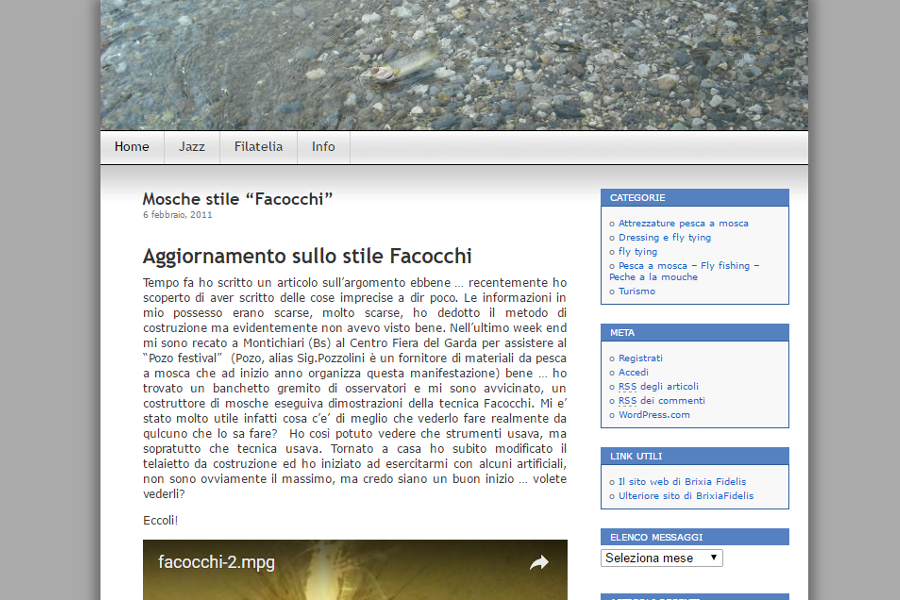 Home Jazz Filatelia Info
Mosche stile “Facocchi”
6 febbraio, 2011
Aggiornamento sullo stile Facocchi
Tempo fa ho scritto un articolo sull’argomento ebbene … recentemente ho
scoperto di aver scritto delle cose imprecise a dir poco. Le informazioni in
mio possesso erano scarse, molto scarse, ho dedotto il metodo di
costruzione ma evidentemente non avevo visto bene. Nell’ultimo week end
mi sono recato a Montichiari (Bs) al Centro Fiera del Garda per assistere al
“Pozo festival”  (Pozo, alias Sig.Pozzolini è un fornitore di materiali da pesca
a mosca che ad inizio anno organizza questa manifestazione) bene … ho
trovato un banchetto gremito di osservatori e mi sono avvicinato, un
costruttore di mosche eseguiva dimostrazioni della tecnica Facocchi. Mi e’
stato molto utile infatti cosa c’e’ di meglio che vederlo fare realmente da
qulcuno che lo sa fare?  Ho cosi potuto vedere che strumenti usava, ma
sopratutto che tecnica usava. Tornato a casa ho subito modificato il
telaietto da costruzione ed ho iniziato ad esercitarmi con alcuni artificiali,
non sono ovviamente il massimo, ma credo siano un buon inizio … volete
vederli?
Eccoli!
facocchi-2.mpg
CATEGORIE
Attrezzature pesca a mosca
Dressing e fly tying
fly tying
Pesca a mosca – Fly fishing –
Peche a la mouche
Turismo
META
Registrati
Accedi
RSS degli articoli
RSS dei commenti
WordPress.com
LINK UTILI
Il sito web di Brixia Fidelis
Ulteriore sito di BrixiaFidelis
ELENCO MESSAGGI
Seleziona mese